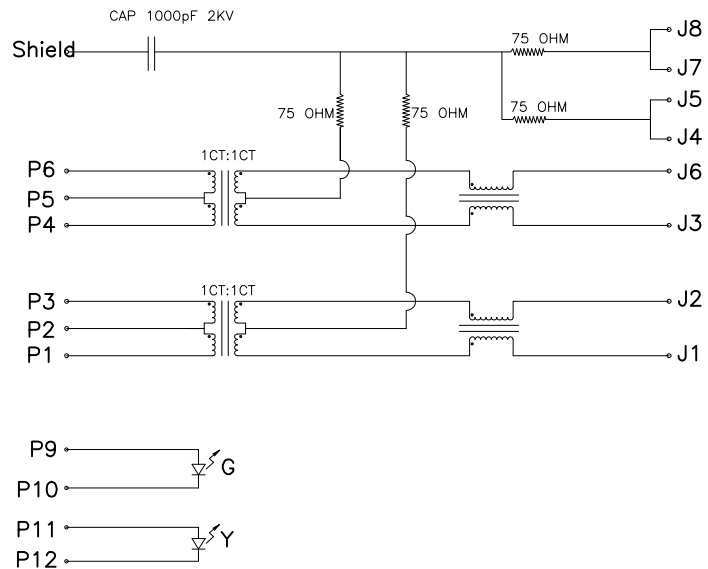 CAP 1000pF 2KV
Shield
75 OHM
J8
J7
75 OHM
J5
J4
75 OHM
75 OHM
1CT:1CT
P6
P5
P4
J6
J3
1CT:1CT
P3
P2
P1
J2
J1
P9
P10
G
P11
P12
Y